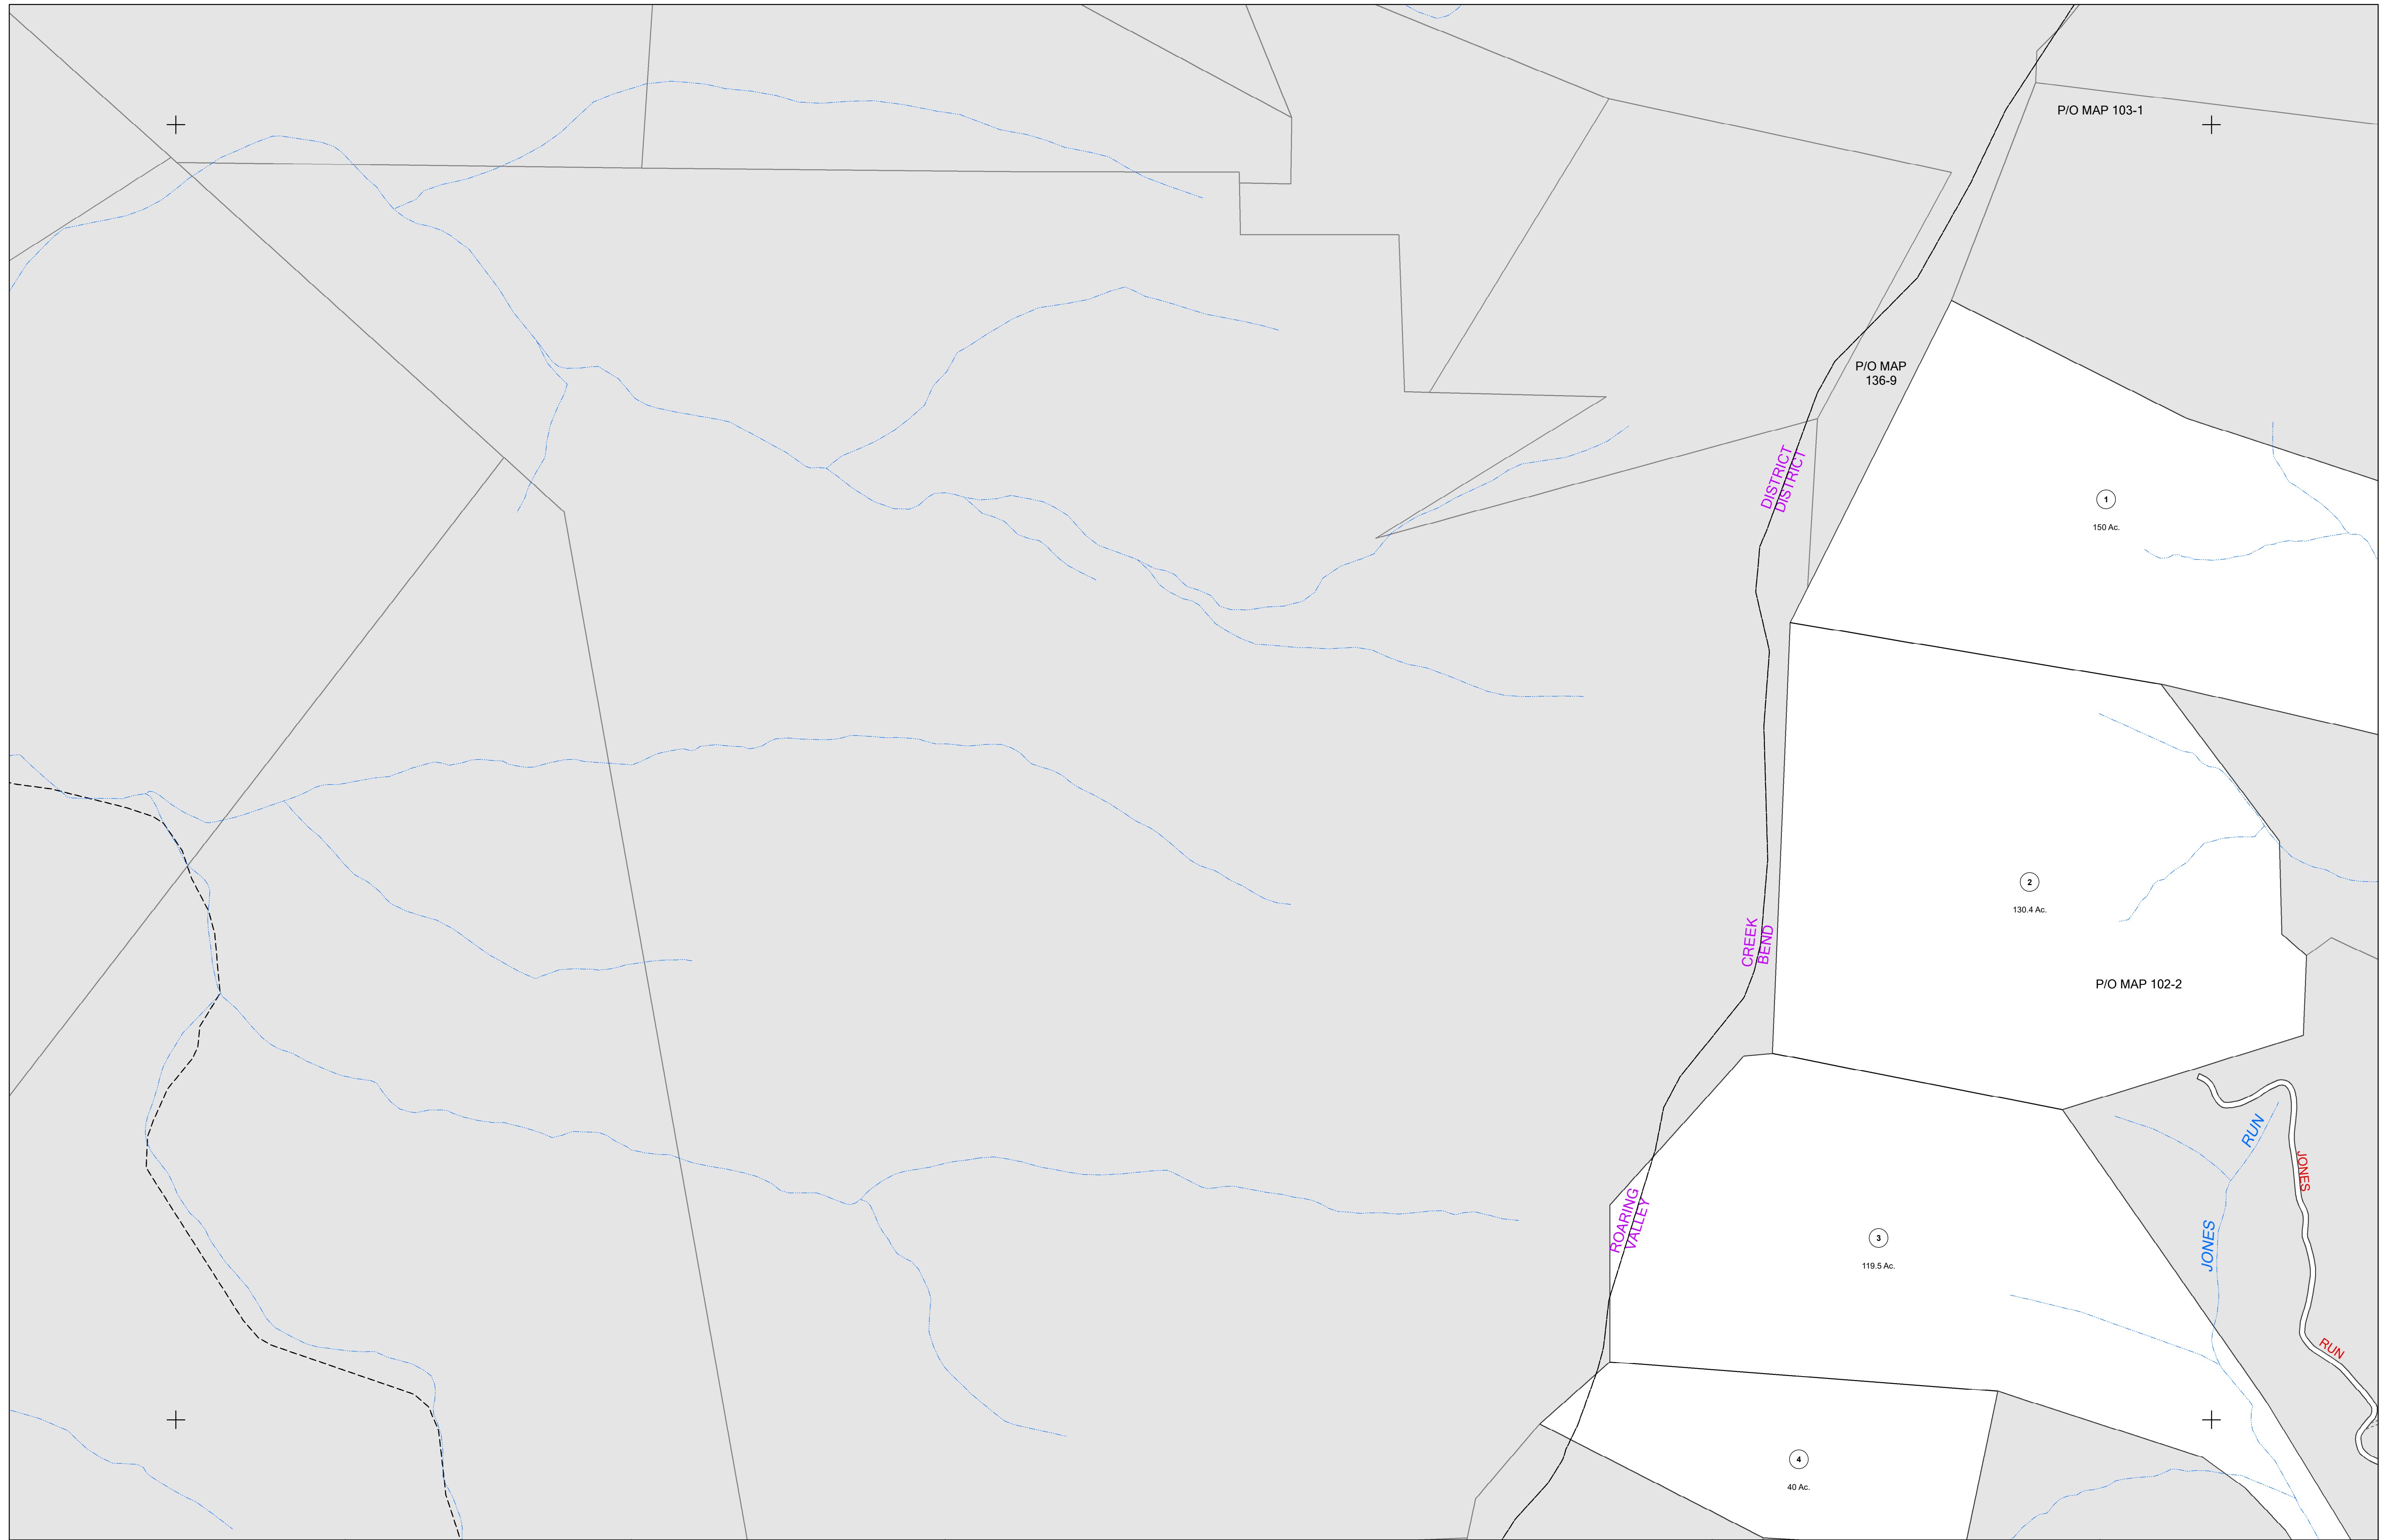 P/O MAP 103-1
P/O MAP
136-9
DISTRICT
DISTRICT
1
150 Ac.
2
130.4 Ac.
CREEK
BEND
P/O MAP 102-2
RUN
JONES
JONES
ROARING
VALLEY
3
119.5 Ac.
RUN
4
40 Ac.